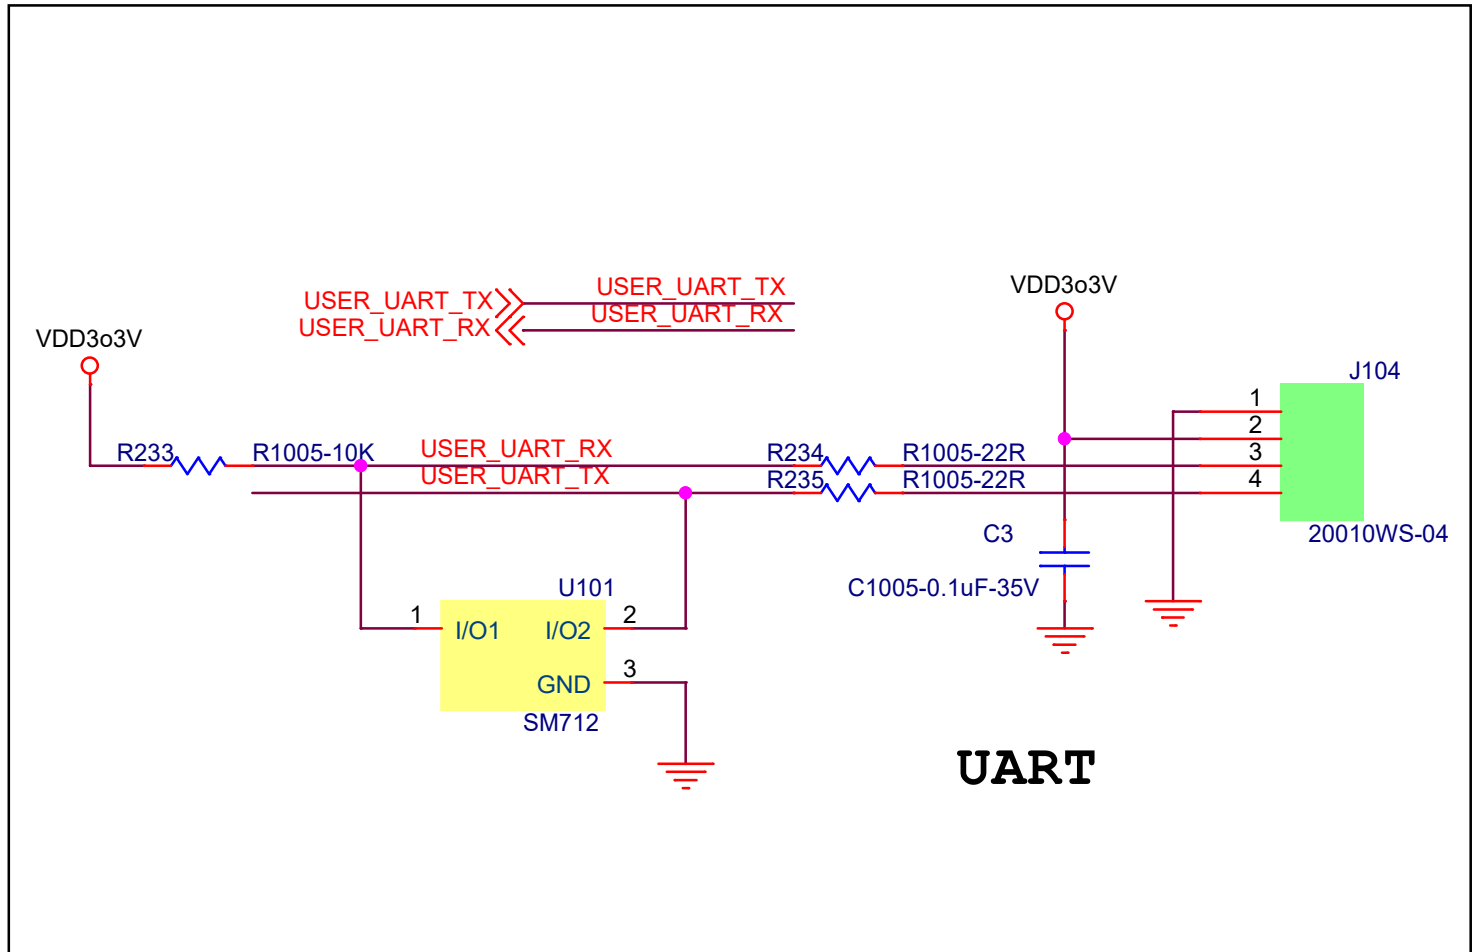 USER_UART_TX USER_UART_TX
USER_UART_RX USER_UART_RX
VDD3o3V
VDD3o3V
J104
1
2
3
4
20010WS-04
R233 R1005-10K USER_UART_RX R234 R1005-22R
USER_UART_TX R235 R1005-22R
C3
C1005-0.1uF-35V
U101
1 I/O1 I/O2 2
GND 3
SM712
UART